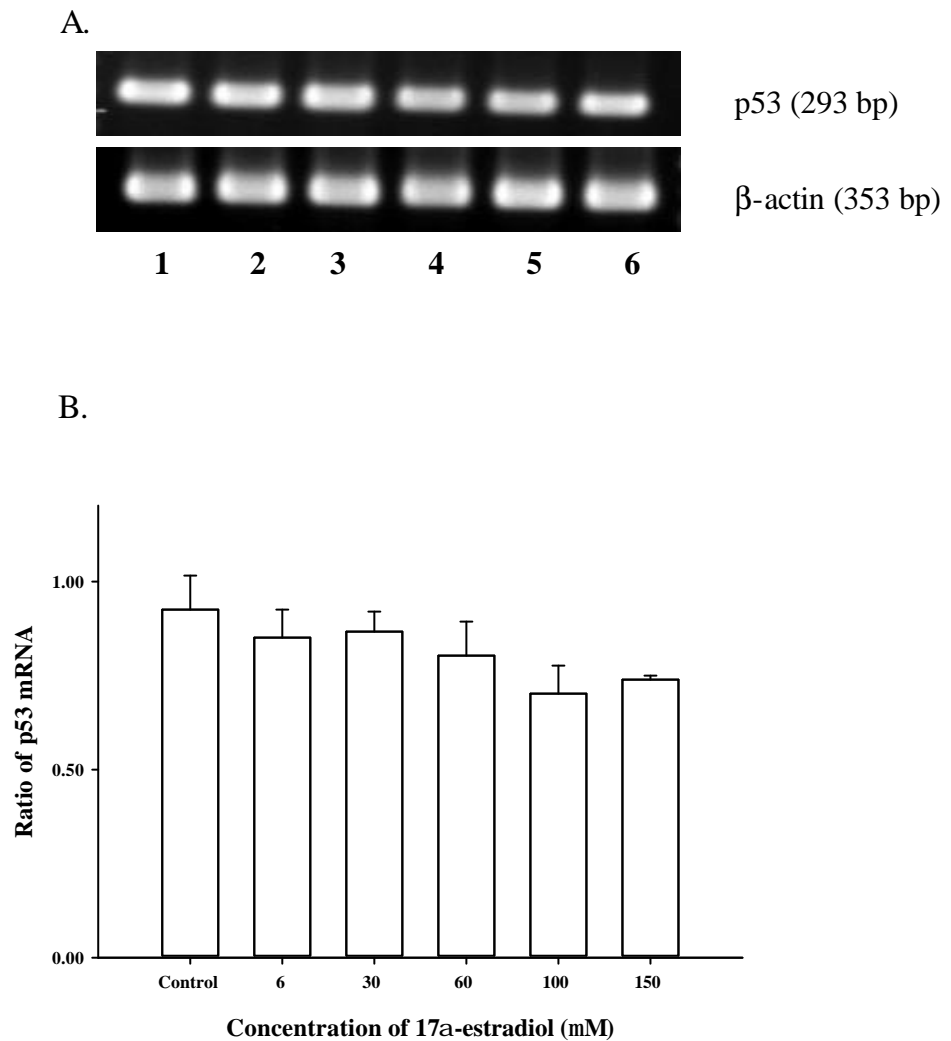 A.
p53 (293 bp)
β-actin (353 bp)
1 2 3 4 5 6
B.
Ratio of p53 mRNA
1.00
0.50
0.00
Control 6 30 60 100 150
Concentration of 17a-estradiol (mM)